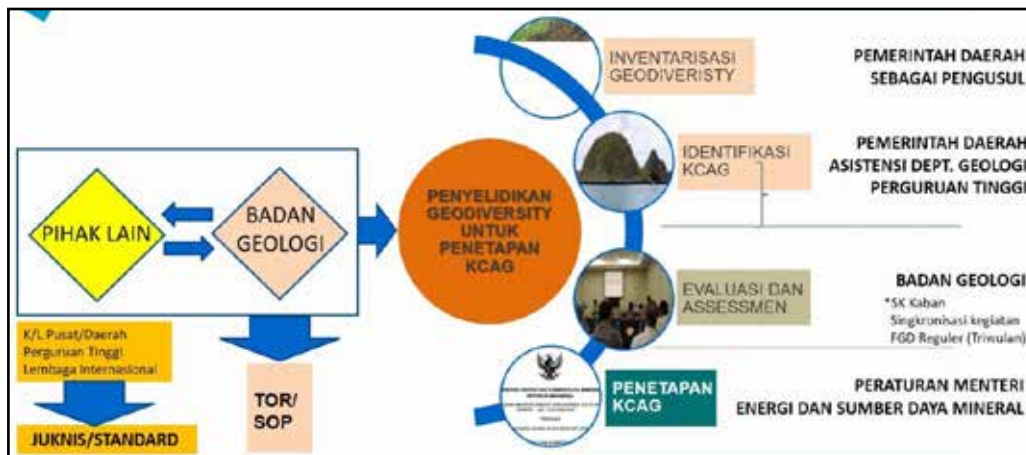 PIHAK LAIN
BADAN
GEOLOGI
K/L Pusat/Daerah
Perguruan Tinggi
Lembaga Internasional
JUKNIS/STANDARD
TOR/
SOP
PENYELIDIKAN
GEODIVERSITY
UNTUK
PENETAPAN
KCAG
INVENTARISASI
GEODIVERISTY
PEMERINTAH DAERAH
SEBAGAI PENGUSUL
IDENTIFIKASI
KCAG
PEMERINTAH DAERAH
ASISTENSI DEPT. GEOLOGI
PERGURUAN TINGGI
EVALUASI DAN
ASSESSMEN
BADAN GEOLOGI
*SK Kaban
Singkronisasi kegiatan
FGD Reguler (Triwulan)
PENETAPAN
KCAG
PERATURAN MENTERI
ENERGI DAN SUMBER DAYA MINERAL